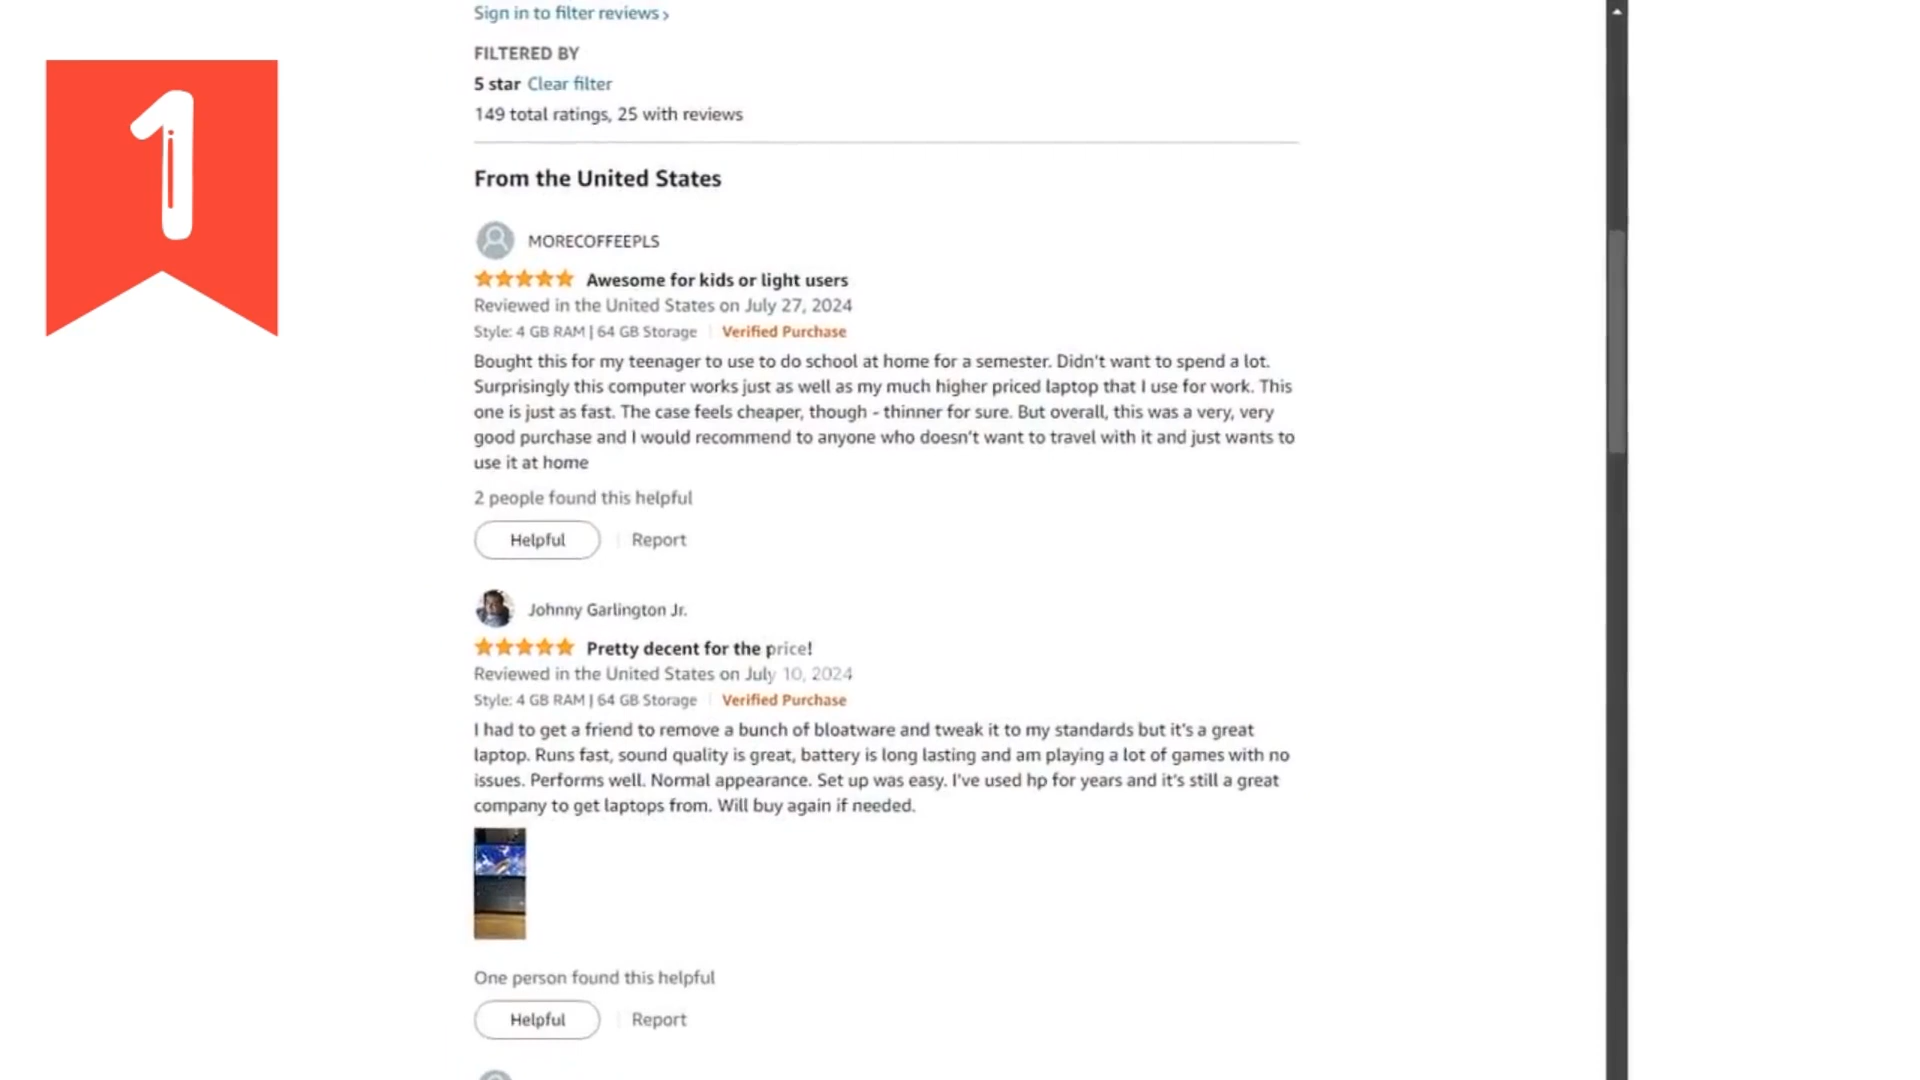 Sign in to filter reviews ›
1
FILTERED BY
5 star Clear filter
149 total ratings, 25 with reviews
From the United States
MORECOFFEEPLS
Awesome for kids or light users
Reviewed in the United States on July 27, 2024
Style: 4 GB RAM | 64 GB Storage | Verified Purchase
Bought this for my teenager to use to do school at home for a semester. Didn't want to spend a lot.
Surprisingly this computer works just as well as my much higher priced laptop that I use for work. This
one is just as fast. The case feels cheaper, though - thinner for sure. But overall, this was a very, very
good purchase and I would recommend to anyone who doesn't want to travel with it and just wants to
use it at home
2 people found this helpful
Helpful | Report
Johnny Garlington Jr.
Pretty decent for the price!
Reviewed in the United States on July 10, 2024
Style: 4 GB RAM | 64 GB Storage | Verified Purchase
I had to get a friend to remove a bunch of bloatware and tweak it to my standards but it's a great
laptop. Runs fast, sound quality is great, battery is long lasting and am playing a lot of games with no
issues. Performs well. Normal appearance. Set up was easy. I've used hp for years and it's still a great
company to get laptops from. Will buy again if needed.
One person found this helpful
Helpful | Report